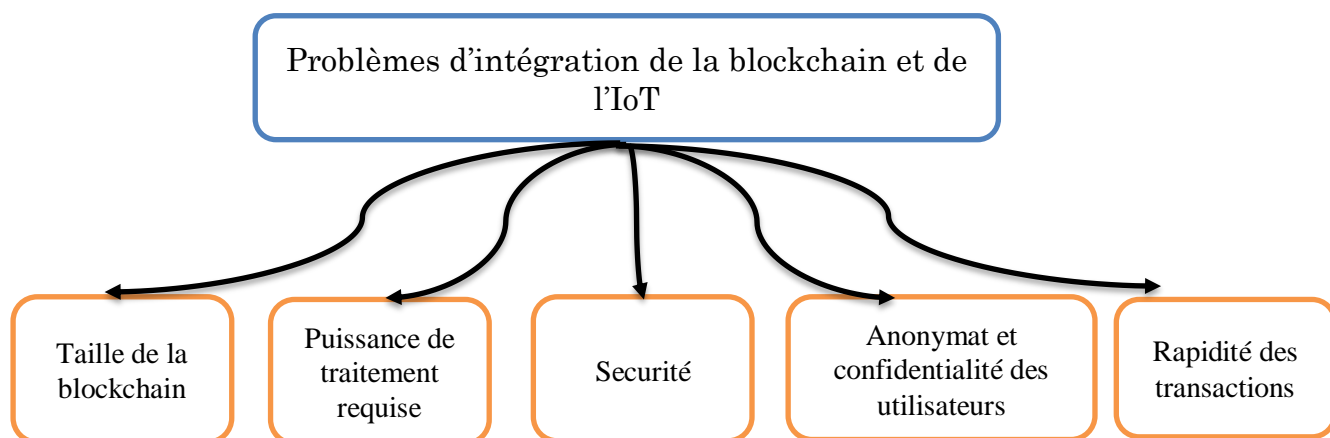 Problèmes d’intégration de la blockchain et de
l’IoT
Taille de la
blockchain
Puissance de
traitement
requise
Securité
Anonymat et
confidentialité des
utilisateurs
Rapidité des
transactions